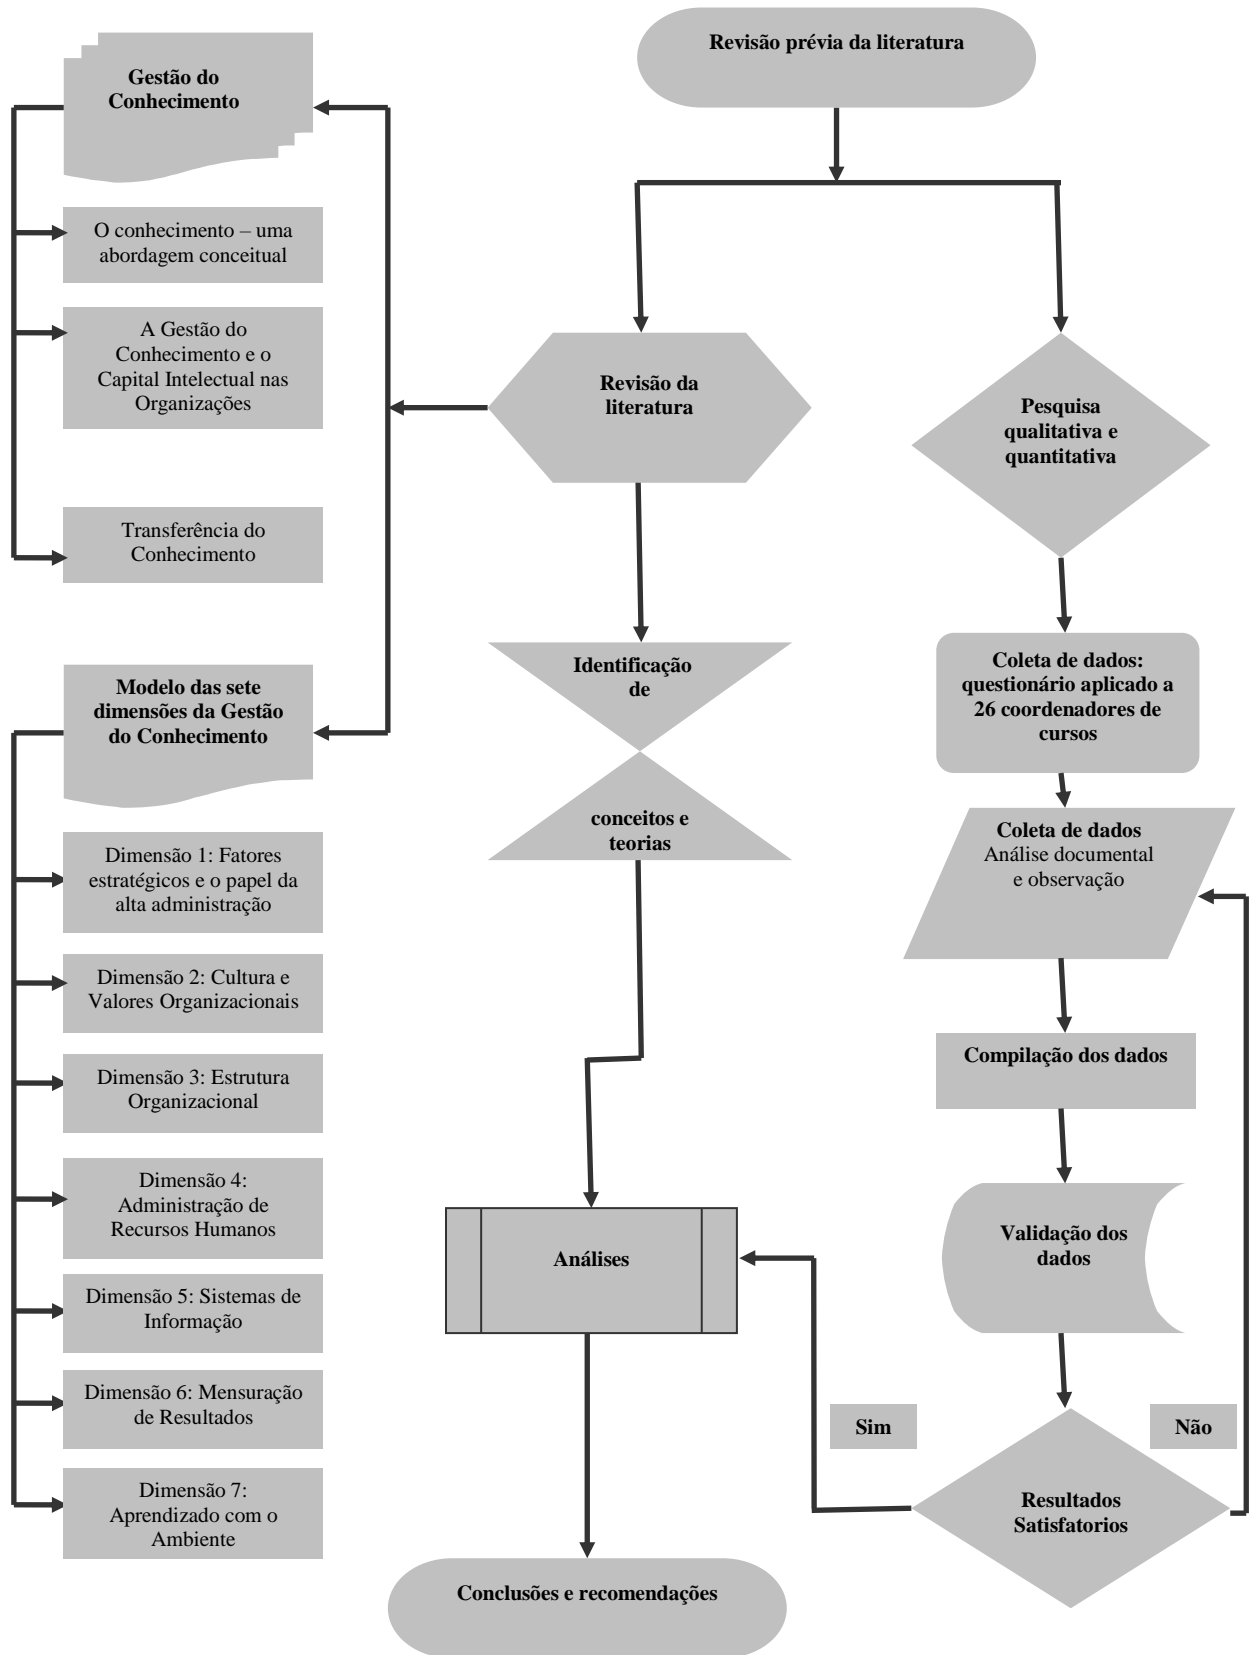 Revisão prévia da literatura
Gestão do
Conhecimento
O conhecimento – uma
abordagem conceitual
A Gestão do
Conhecimento e o
Capital Intelectual nas
Organizações
Transferência do
Conhecimento
Modelo das sete
dimensões da Gestão
do Conhecimento
Dimensão 1: Fatores
estratégicos e o papel da
alta administração
Dimensão 2: Cultura e
Valores Organizacionais
Dimensão 3: Estrutura
Organizacional
Dimensão 4:
Administração de
Recursos Humanos
Dimensão 5: Sistemas de
Informação
Dimensão 6: Mensuração
de Resultados
Dimensão 7:
Aprendizado com o
Ambiente
Revisão da
literatura
Identificação
de
conceitos e
teorias
Análises
Conclusões e recomendações
Pesquisa
qualitativa e
quantitativa
Coleta de dados:
questionário aplicado a
26 coordenadores de
cursos
Coleta de dados
Análise documental
e observação
Compilação dos dados
Validação dos
dados
Sim
Não
Resultados
Satisfatorios